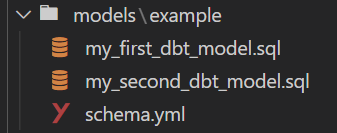 models\example
my_first_dbt_model.sql
my_second_dbt_model.sql
schema.yml